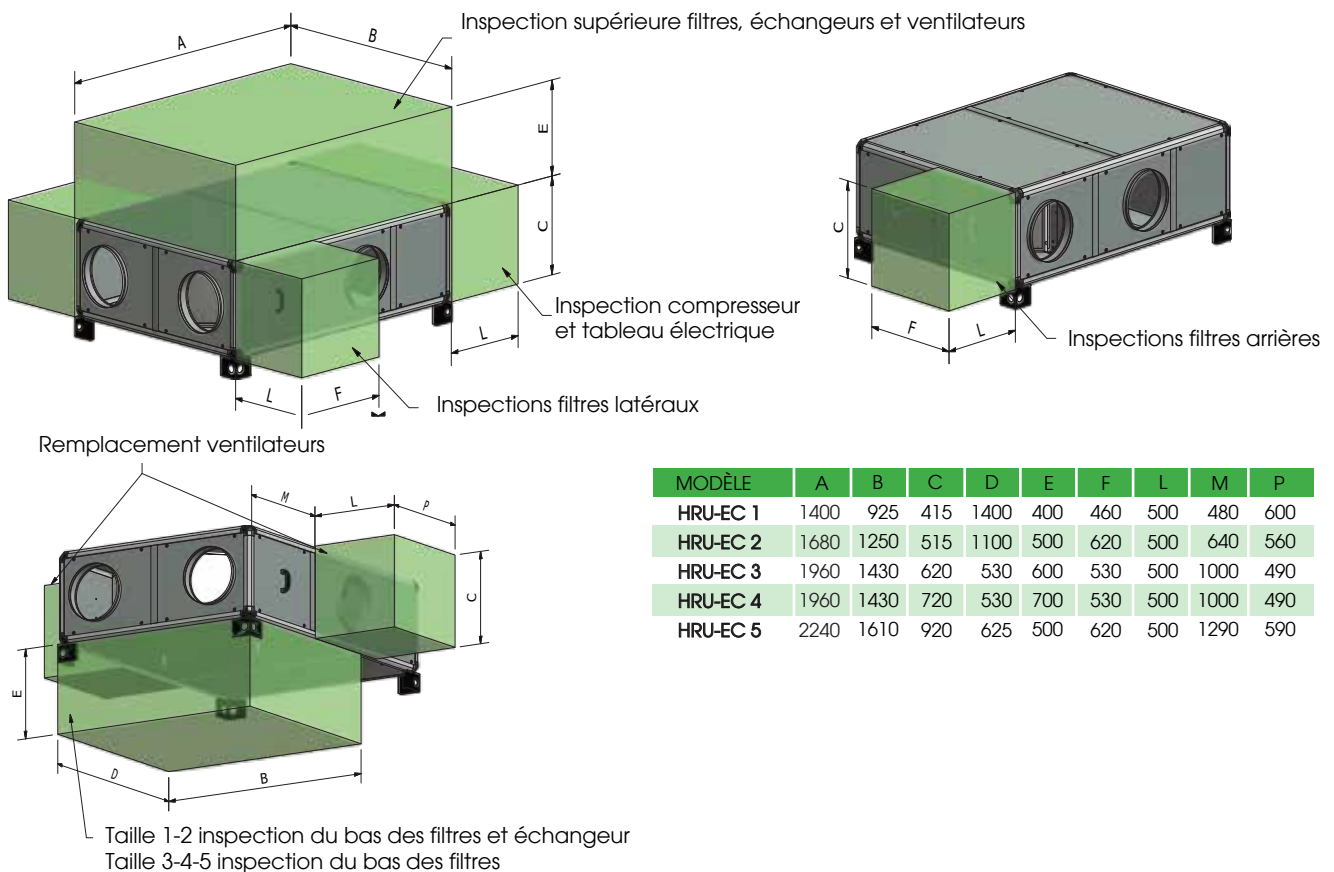 Inspection supérieure filtres, échangeurs et ventilateurs
A
B
E
C
L
Inspection compresseur
et tableau électrique
L
F
Inspections filtres latéraux
C
F
L
Inspections filtres arrières
Remplacement ventilateurs
M
L
P
C
E
D
B
Taille 1-2 inspection du bas des filtres et échangeur
Taille 3-4-5 inspection du bas des filtres
MODÈLE A B C D E F L M P
HRU-EC 1 1400 925 415 1400 400 460 500 480 600
HRU-EC 2 1680 1250 515 1100 500 620 500 640 560
HRU-EC 3 1960 1430 620 530 600 530 500 1000 490
HRU-EC 4 1960 1430 720 530 700 530 500 1000 490
HRU-EC 5 2240 1610 920 625 500 620 500 1290 590